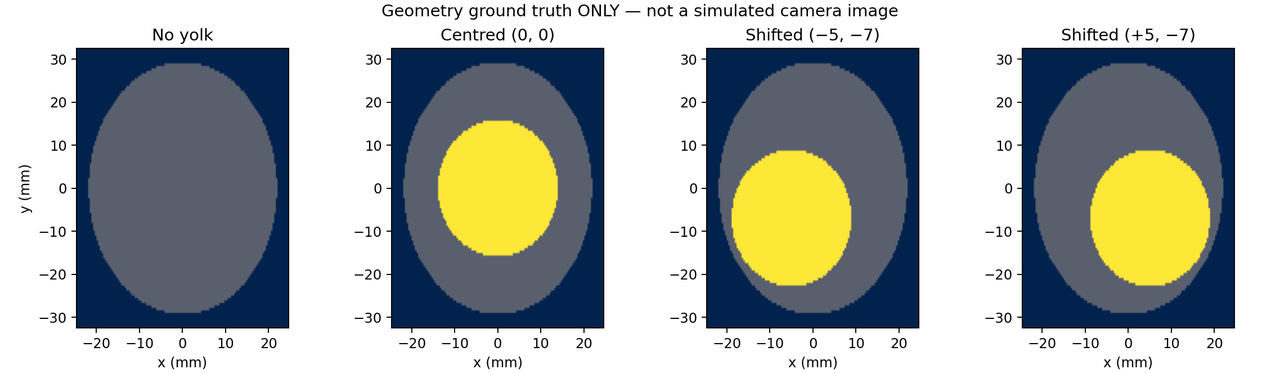 Geometry ground truth ONLY — not a simulated camera image
No yolk
Centred (0, 0)
Shifted (−5, −7)
Shifted (+5, −7)
y (mm)
30
20
10
0
−10
−20
−30
−20 −10 0 10 20
x (mm)
30
20
10
0
−10
−20
−30
−20 −10 0 10 20
x (mm)
30
20
10
0
−10
−20
−30
−20 −10 0 10 20
x (mm)
30
20
10
0
−10
−20
−30
−20 −10 0 10 20
x (mm)